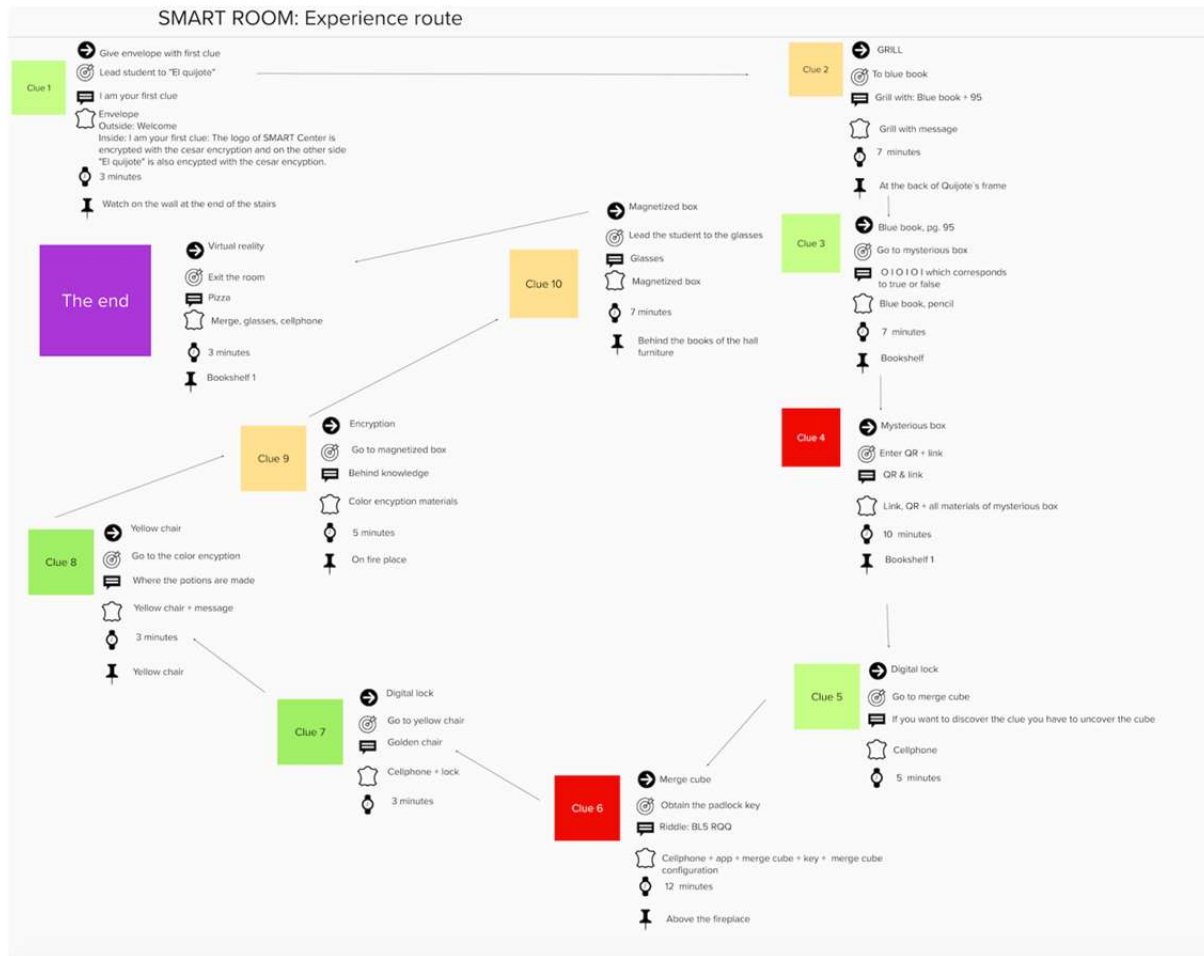 SMART ROOM: Experience route
Clue 1
Give envelope with first clue
Lead student to "El quijote"
I am your first clue
Envelope
Outside: Welcome
Inside: I am your first clue: The logo of SMART Center is
encrypted with the cesar encryption and on the other side
"El quijote" is also encypted with the cesar encryption.
3 minutes
Watch on the wall at the end of the stairs
Clue 2
GRILL
To blue book
Grill with: Blue book + 95
Grill with message
7 minutes
At the back of Quijote's frame
Clue 3
Blue book, pg. 95
Go to mysterious box
O I O I O I which corresponds
to true or false
Blue book, pencil
7 minutes
Bookshelf
Clue 4
Mysterious box
Enter QR + link
QR & link
Link, QR + all materials of mysterious box
10 minutes
Bookshelf 1
Clue 5
Digital lock
Go to merge cube
If you want to discover the clue you have to uncover the cube
Cellphone
5 minutes
Clue 6
Merge cube
Obtain the padlock key
Riddle: BL5 RQQ
Cellphone + app + merge cube + key + merge cube
configuration
12 minutes
Above the fireplace
Clue 7
Digital lock
Go to yellow chair
Golden chair
Cellphone + lock
3 minutes
Clue 8
Yellow chair
Go to the color encyption
Where the potions are made
Yellow chair + message
3 minutes
Yellow chair
Clue 9
Encryption
Go to magnetized box
Behind knowledge
Color encyption materials
5 minutes
On fire place
Clue 10
Magnetized box
Lead the student to the glasses
Glasses
Magnetized box
7 minutes
Behind the books of the hall
furniture
The end
Virtual reality
Exit the room
Pizza
Merge, glasses, cellphone
3 minutes
Bookshelf 1